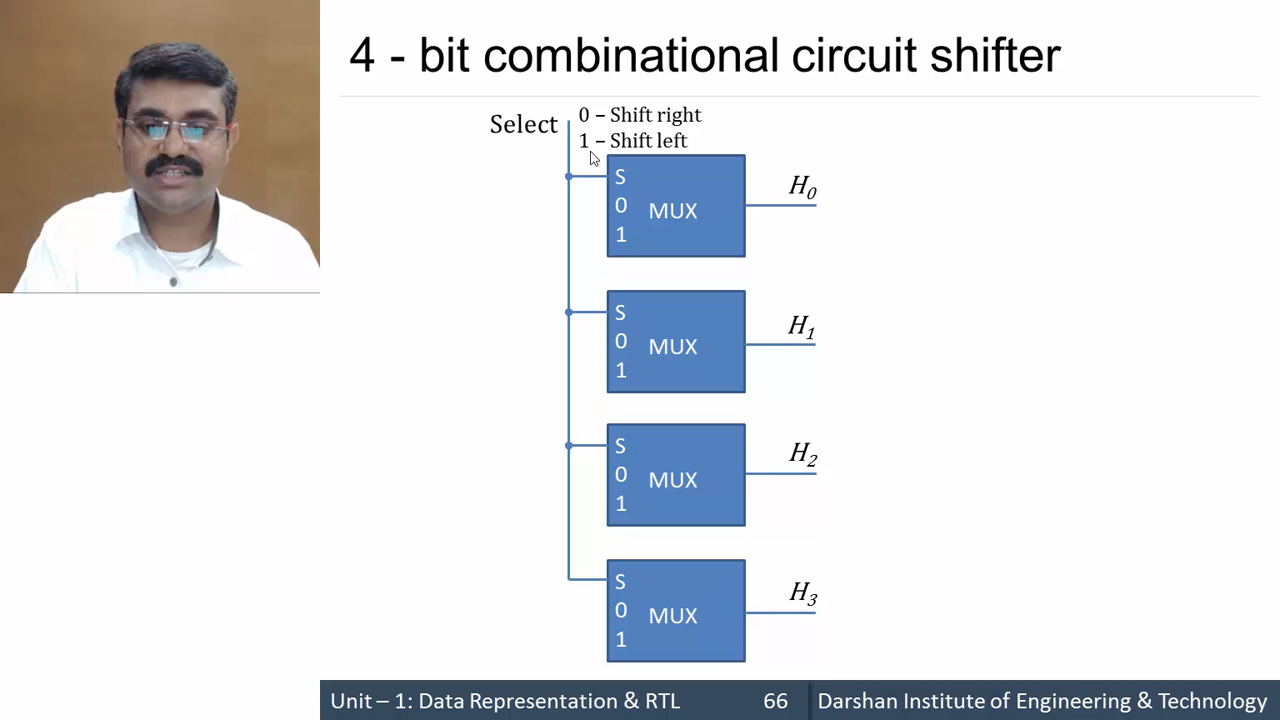 4 - bit combinational circuit shifter
Select
0 – Shift right
1 – Shift left
S
0
1
MUX
H0
S
0
1
MUX
H1
S
0
1
MUX
H2
S
0
1
MUX
H3
Unit – 1: Data Representation & RTL
66
Darshan Institute of Engineering & Technology